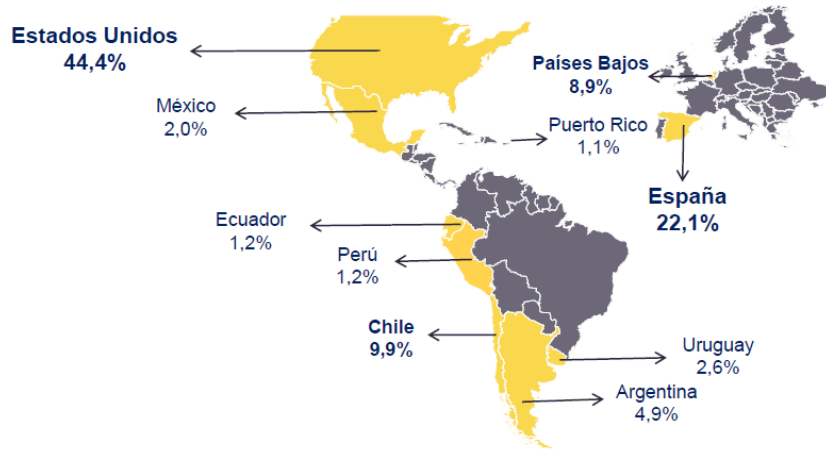 Estados Unidos
44,4%
Países Bajos
8,9%
México
2,0%
Puerto Rico
1,1%
España
22,1%
Ecuador
1,2%
Perú
1,2%
Chile
9,9%
Uruguay
2,6%
Argentina
4,9%